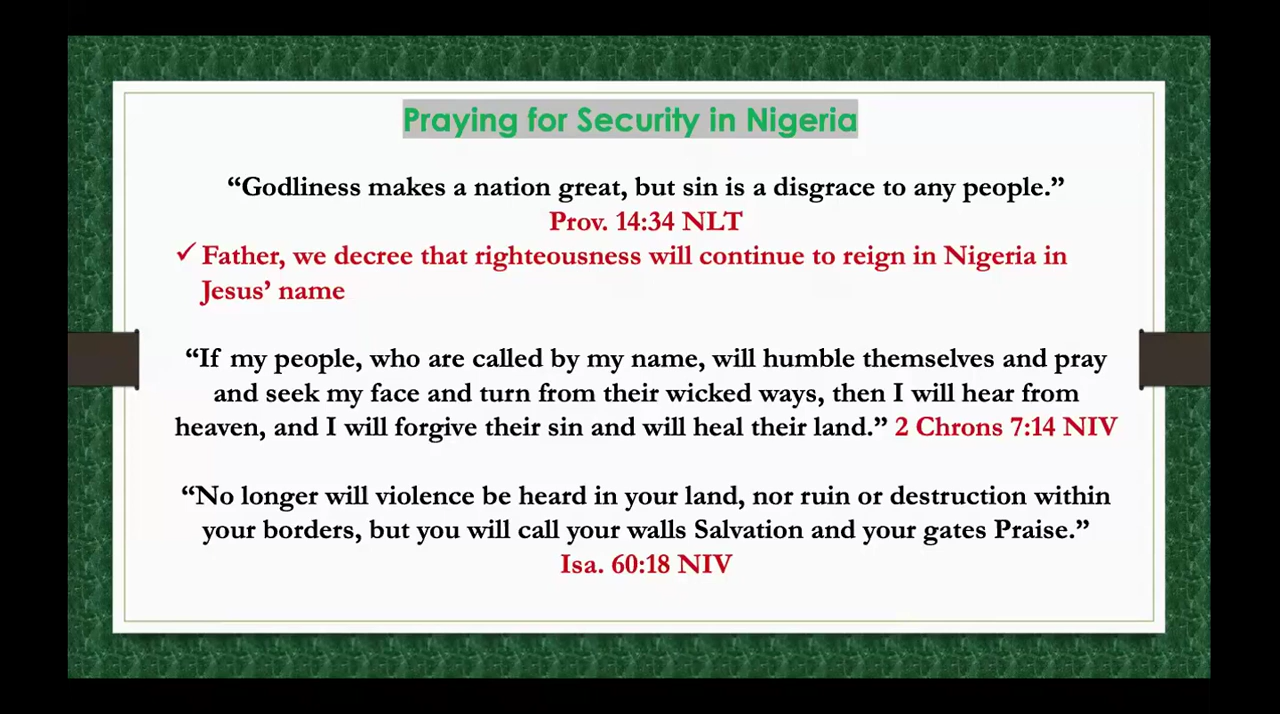 Praying for Security in Nigeria
“Godliness makes a nation great, but sin is a disgrace to any people.”
Prov. 14:34 NLT
✓ Father, we decree that righteousness will continue to reign in Nigeria in
Jesus’ name
“If my people, who are called by my name, will humble themselves and pray
and seek my face and turn from their wicked ways, then I will hear from
heaven, and I will forgive their sin and will heal their land.” 2 Chrons 7:14 NIV
“No longer will violence be heard in your land, nor ruin or destruction within
your borders, but you will call your walls Salvation and your gates Praise.”
Isa. 60:18 NIV